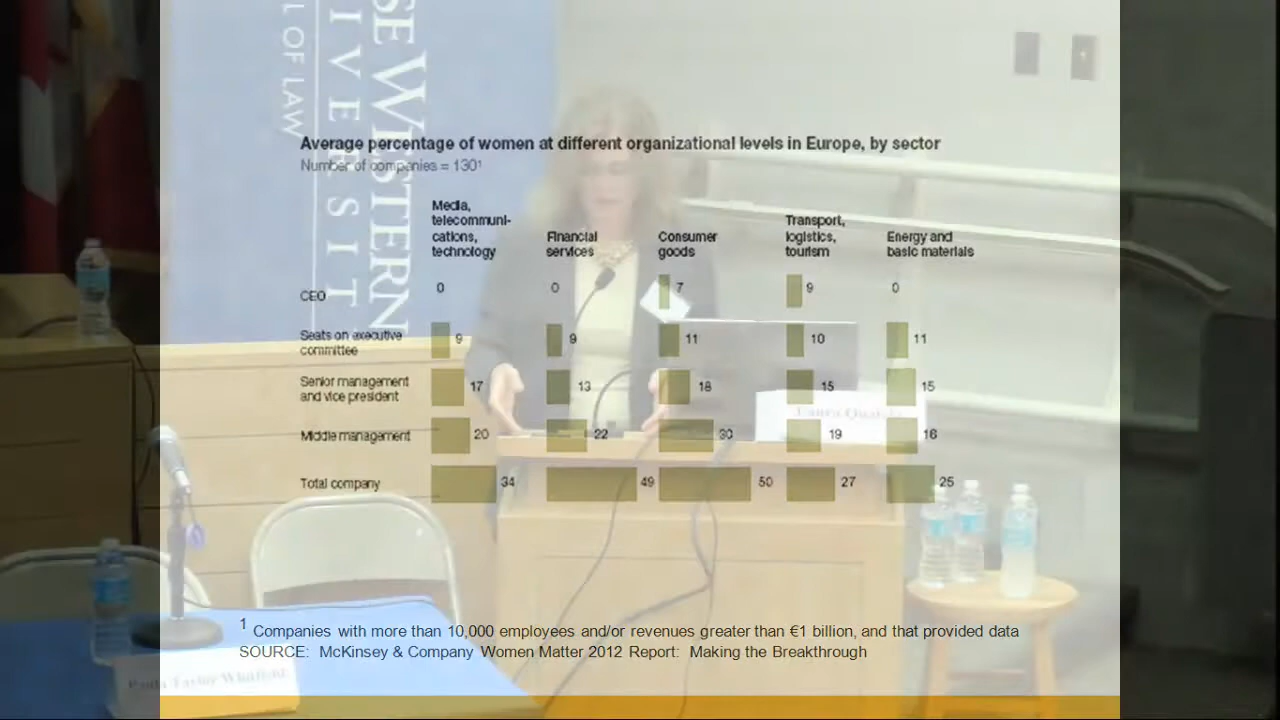 SE WESTERN
IVERSIT
L OF LAW
Average percentage of women at different organizational levels in Europe, by sector
Number of companies = 130¹
Media, telecommuni-cations, technology
Financial services
Consumer goods
Transport, logistics, tourism
Energy and basic materials
CEO 0 0 7 9 0
Seats on executive committee 9 9 11 10 11
Senior management and vice president 17 13 18 15 15
Middle management 20 22 30 19 16
Total company 34 49 50 27 25
¹ Companies with more than 10,000 employees and/or revenues greater than €1 billion, and that provided data
SOURCE: McKinsey & Company Women Matter 2012 Report: Making the Breakthrough